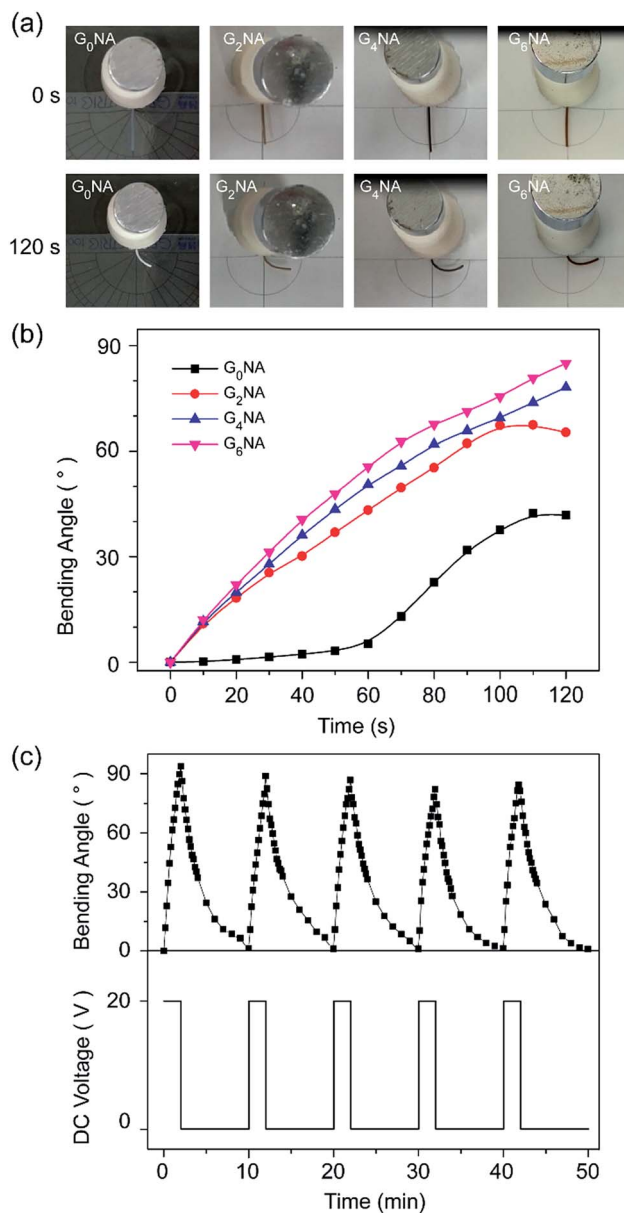 (a)
G₀NA G₂NA G₄NA G₆NA
0 s
G₀NA G₂NA G₄NA G₆NA
120 s
(b)
90
60
30
0
Bending Angle ( ° )
G₀NA
G₂NA
G₄NA
G₆NA
0 20 40 60 80 100 120
Time (s)
(c)
90
60
30
0
Bending Angle ( ° )
20
0
DC Voltage ( V )
0 10 20 30 40 50
Time (min)